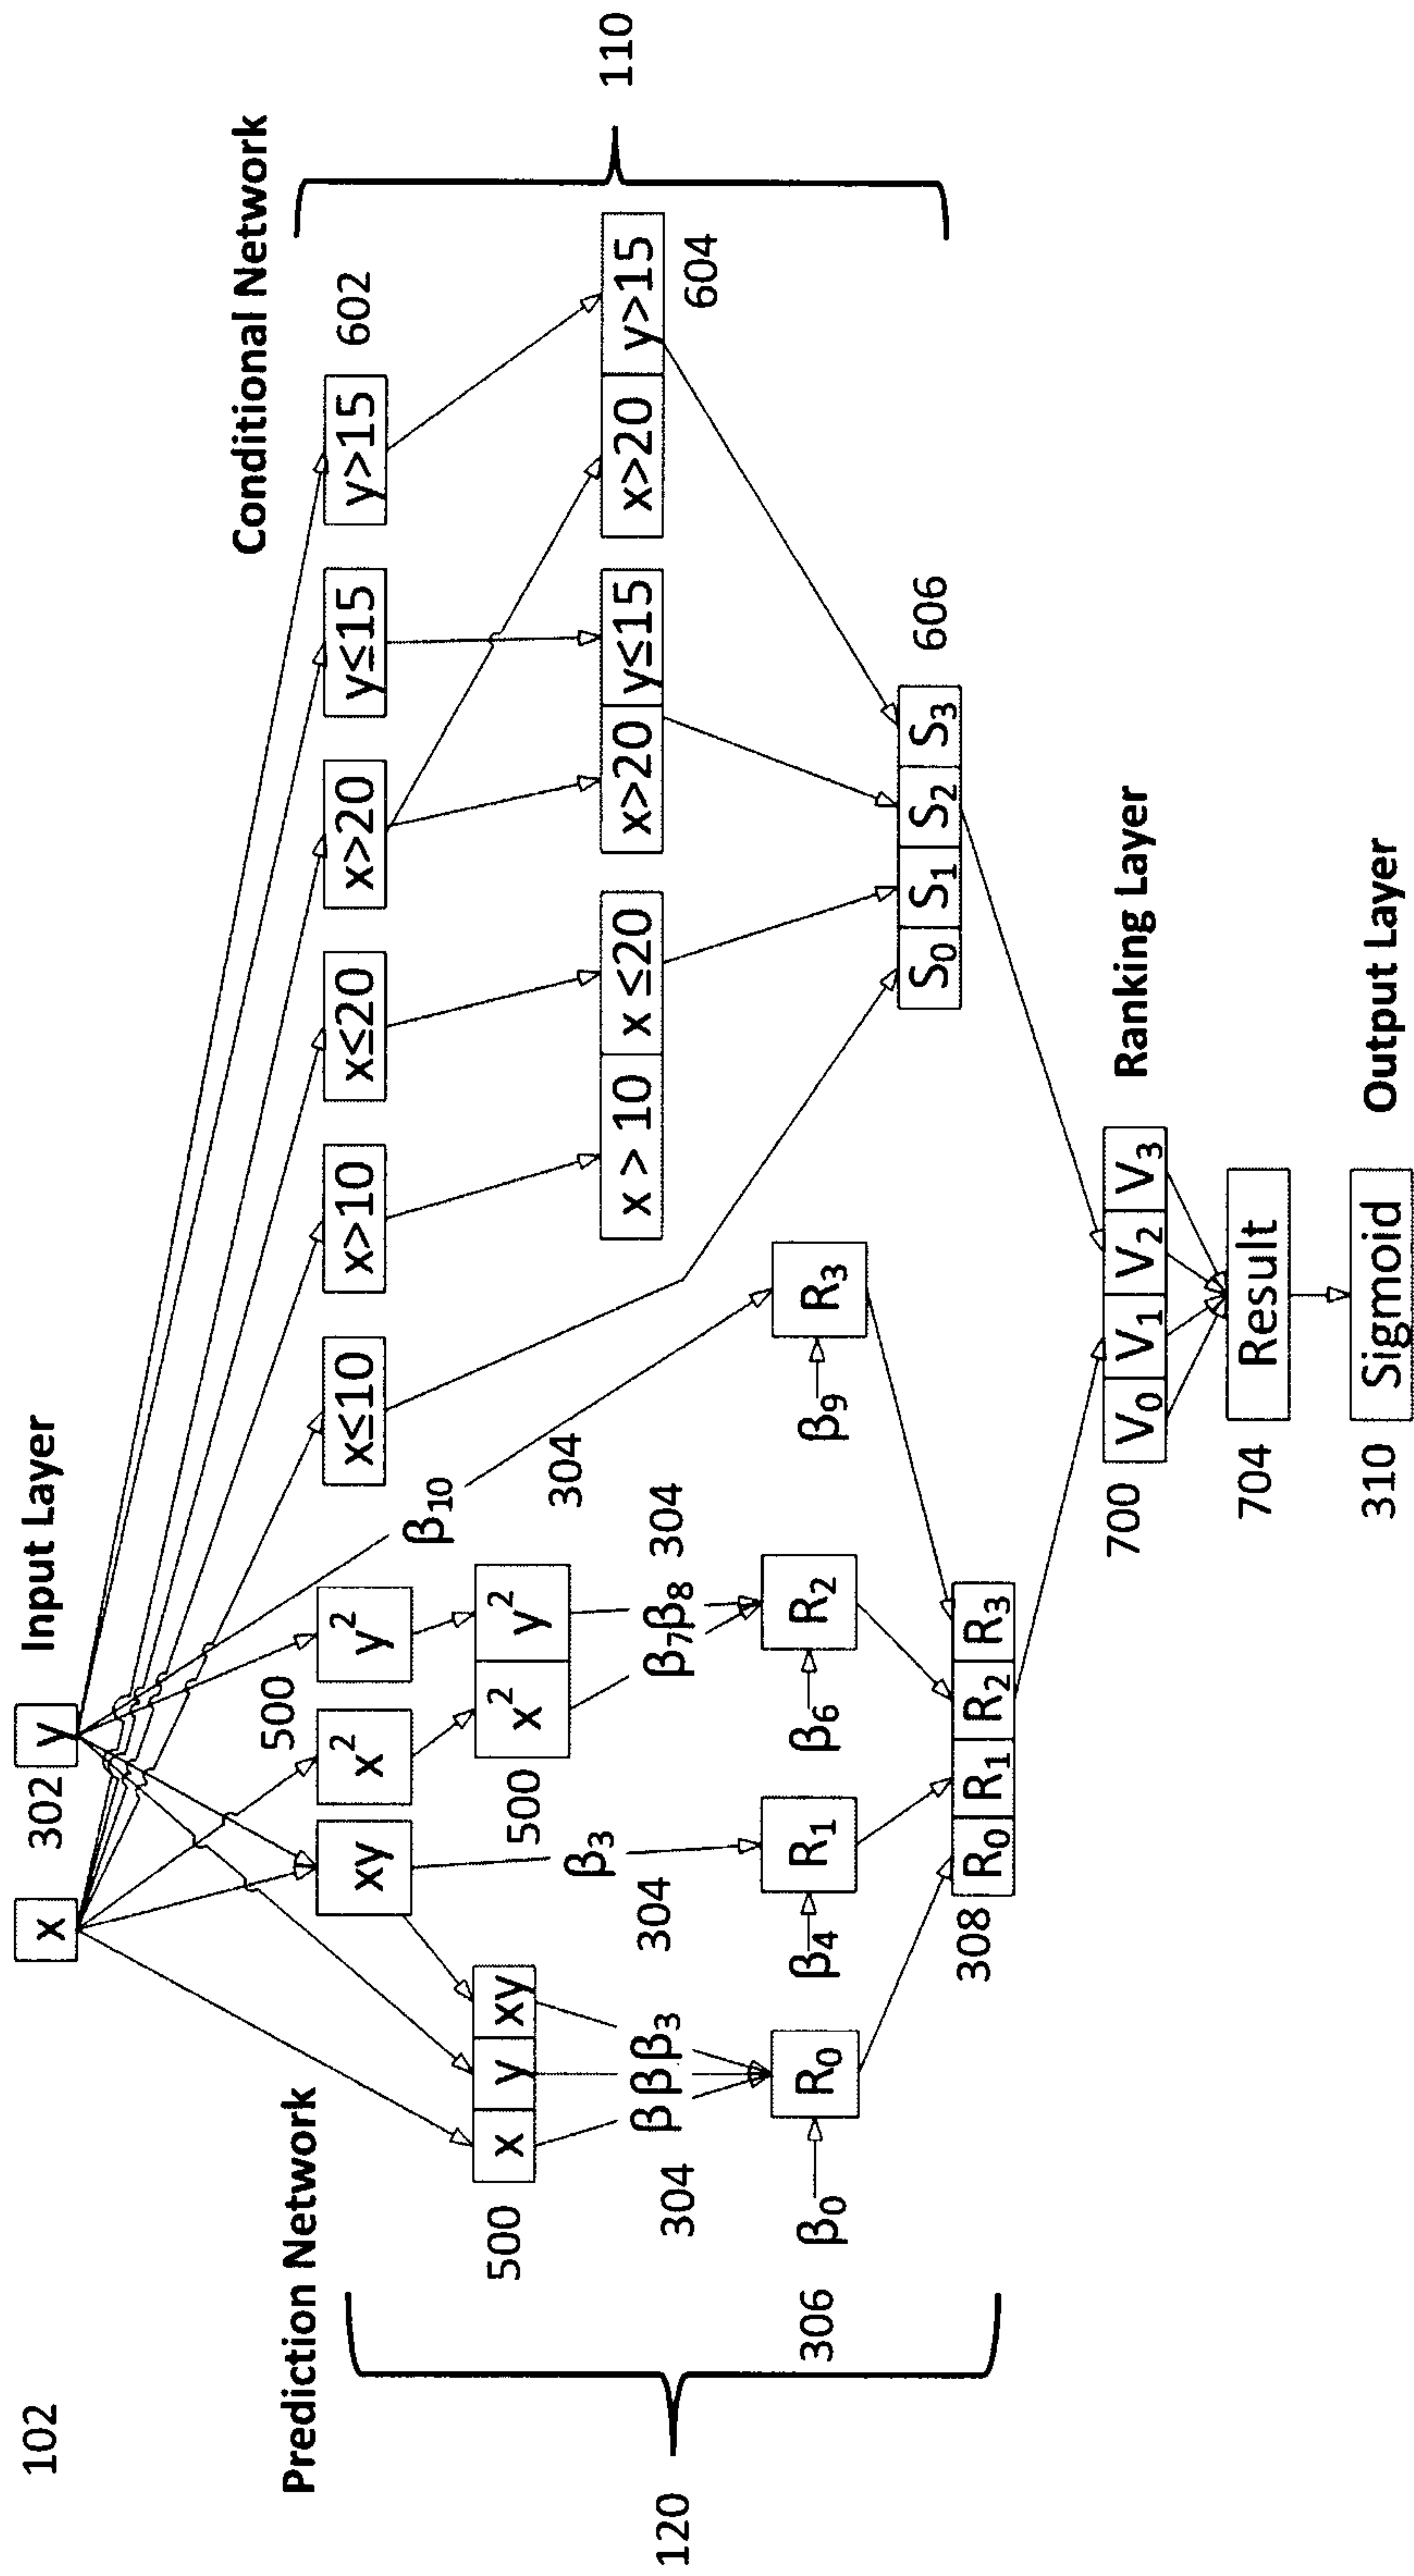 102
x
302
y
Input Layer
Prediction Network
Conditional Network
500
xy
x²
y²
x≤10
x>10
x≤20
x>20
y≤15
y>15
602
β₁₀
500
x
y
xy
500
x²
y²
304
304
β
β
β₃
304
β₃
304
β₇β₈
304
x > 10
x ≤20
x>20
y≤15
x>20
y>15
604
110
120
306
β₀
R₀
β₄
R₁
β₆
R₂
β₉
R₃
308
R₀
R₁
R₂
R₃
S₀
S₁
S₂
S₃
606
700
V₀
V₁
V₂
V₃
Ranking Layer
704
Result
310
Sigmoid
Output Layer